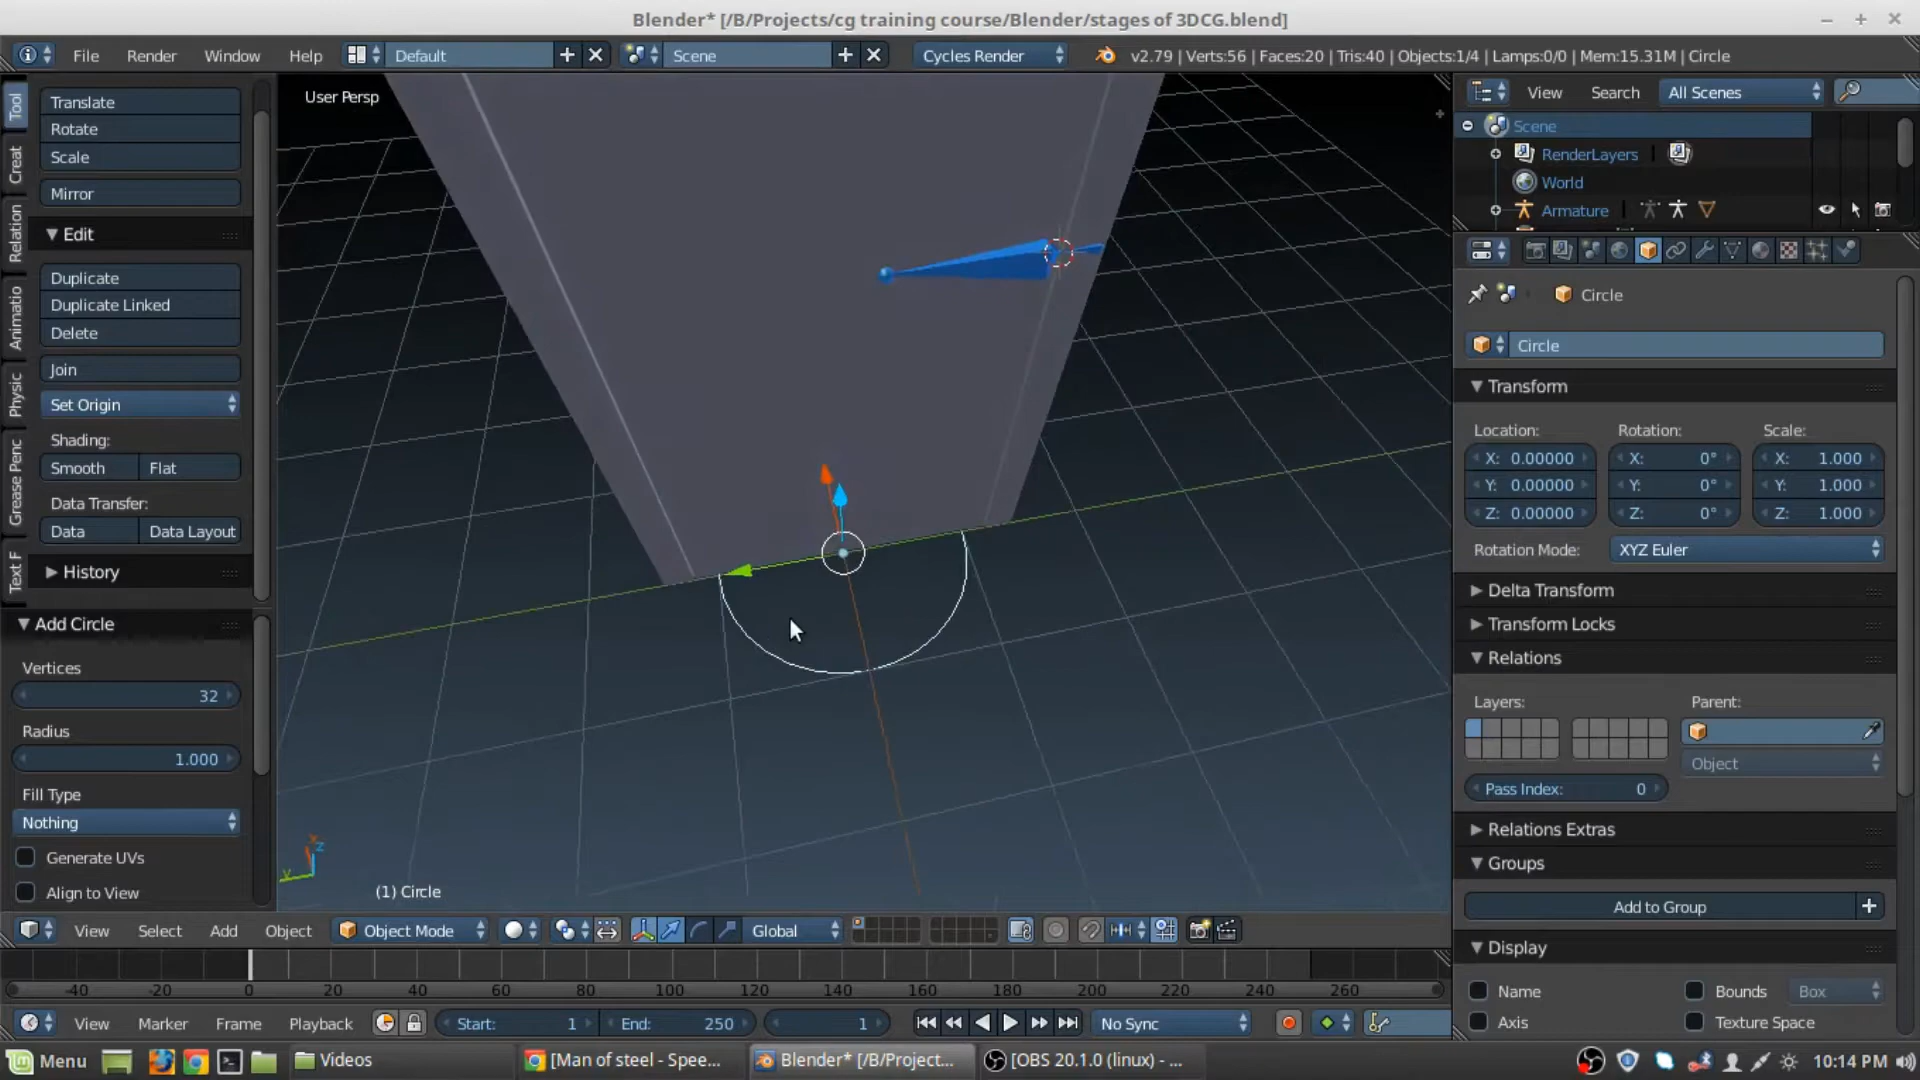 Blender* [/B/Projects/cg training course/Blender/stages of 3DCG.blend]
File Render Window Help Default Scene Cycles Render v2.79 | Verts:56 | Faces:20 | Tris:40 | Objects:1/4 | Lamps:0/0 | Mem:15.31M | Circle
Tool
Creat
Relation
Animatio
Physic
Grease Penc
Text F
Translate
Rotate
Scale
Mirror
Edit
Duplicate
Duplicate Linked
Delete
Join
Set Origin
Shading:
Smooth Flat
Data Transfer:
Data Data Layout
History
Add Circle
Vertices
32
Radius
1.000
Fill Type
Nothing
Generate UVs
Align to View
User Persp
(1) Circle
View Search All Scenes
Scene
RenderLayers
World
Armature
Circle
Circle
Transform
Location: Rotation: Scale:
X: 0.00000 X: 0° X: 1.000
Y: 0.00000 Y: 0° Y: 1.000
Z: 0.00000 Z: 0° Z: 1.000
Rotation Mode: XYZ Euler
Delta Transform
Transform Locks
Relations
Layers: Parent:
Object
Pass Index: 0
Relations Extras
Groups
Add to Group
Display
Name Bounds Box
Axis Texture Space
View Select Add Object Object Mode Global
-40 -20 0 20 40 60 80 100 120 140 160 180 200 220 240 260
View Marker Frame Playback Start: 1 End: 250 1 No Sync
Menu Videos [Man of steel - Spee... Blender* [/B/Project... [OBS 20.1.0 (linux) - ... 10:14 PM